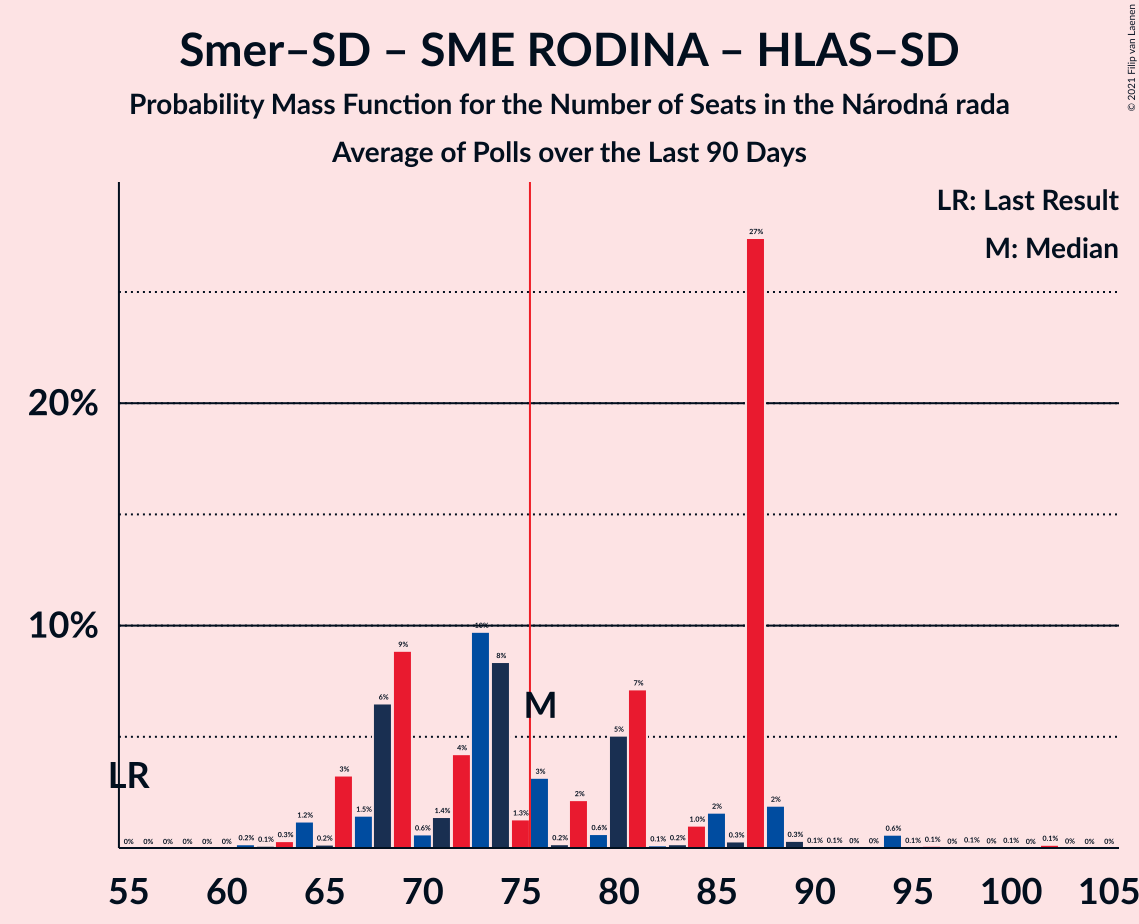 Smer–SD – SME RODINA – HLAS–SD
Probability Mass Function for the Number of Seats in the Národná rada
Average of Polls over the Last 90 Days
© 2021 Filip van Laenen
LR: Last Result
M: Median
27%
20%
10%
10%
9%
8%
7%
M
6%
5%
4%
LR
3%
3%
2%
2%
2%
1.5%
1.4%
1.3%
1.2%
1.0%
0% 0% 0% 0% 0% 0% 0.2% 0.1% 0.3% 0.2% 0.6% 0.2% 0.6% 0.1% 0.2% 0.3% 0.3% 0.1% 0.1% 0% 0% 0.6% 0.1% 0.1% 0% 0.1% 0% 0.1% 0% 0.1% 0% 0% 0%
55 60 65 70 75 80 85 90 95 100 105